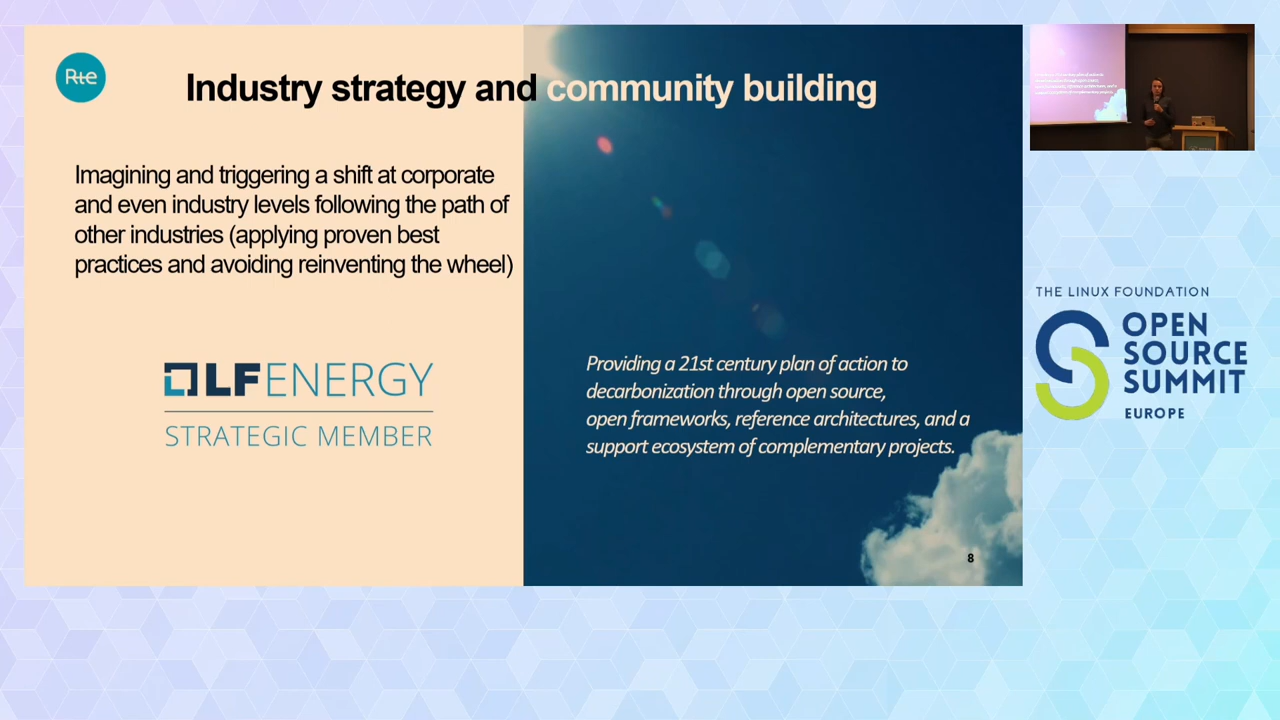 Rte
Industry strategy and community building
Imagining and triggering a shift at corporate
and even industry levels following the path of
other industries (applying proven best
practices and avoiding reinventing the wheel)
LFENERGY
STRATEGIC MEMBER
Providing a 21st century plan of action to
decarbonization through open source,
open frameworks, reference architectures, and a
support ecosystem of complementary projects.
8
THE LINUX FOUNDATION
OPEN
SOURCE
SUMMIT
EUROPE